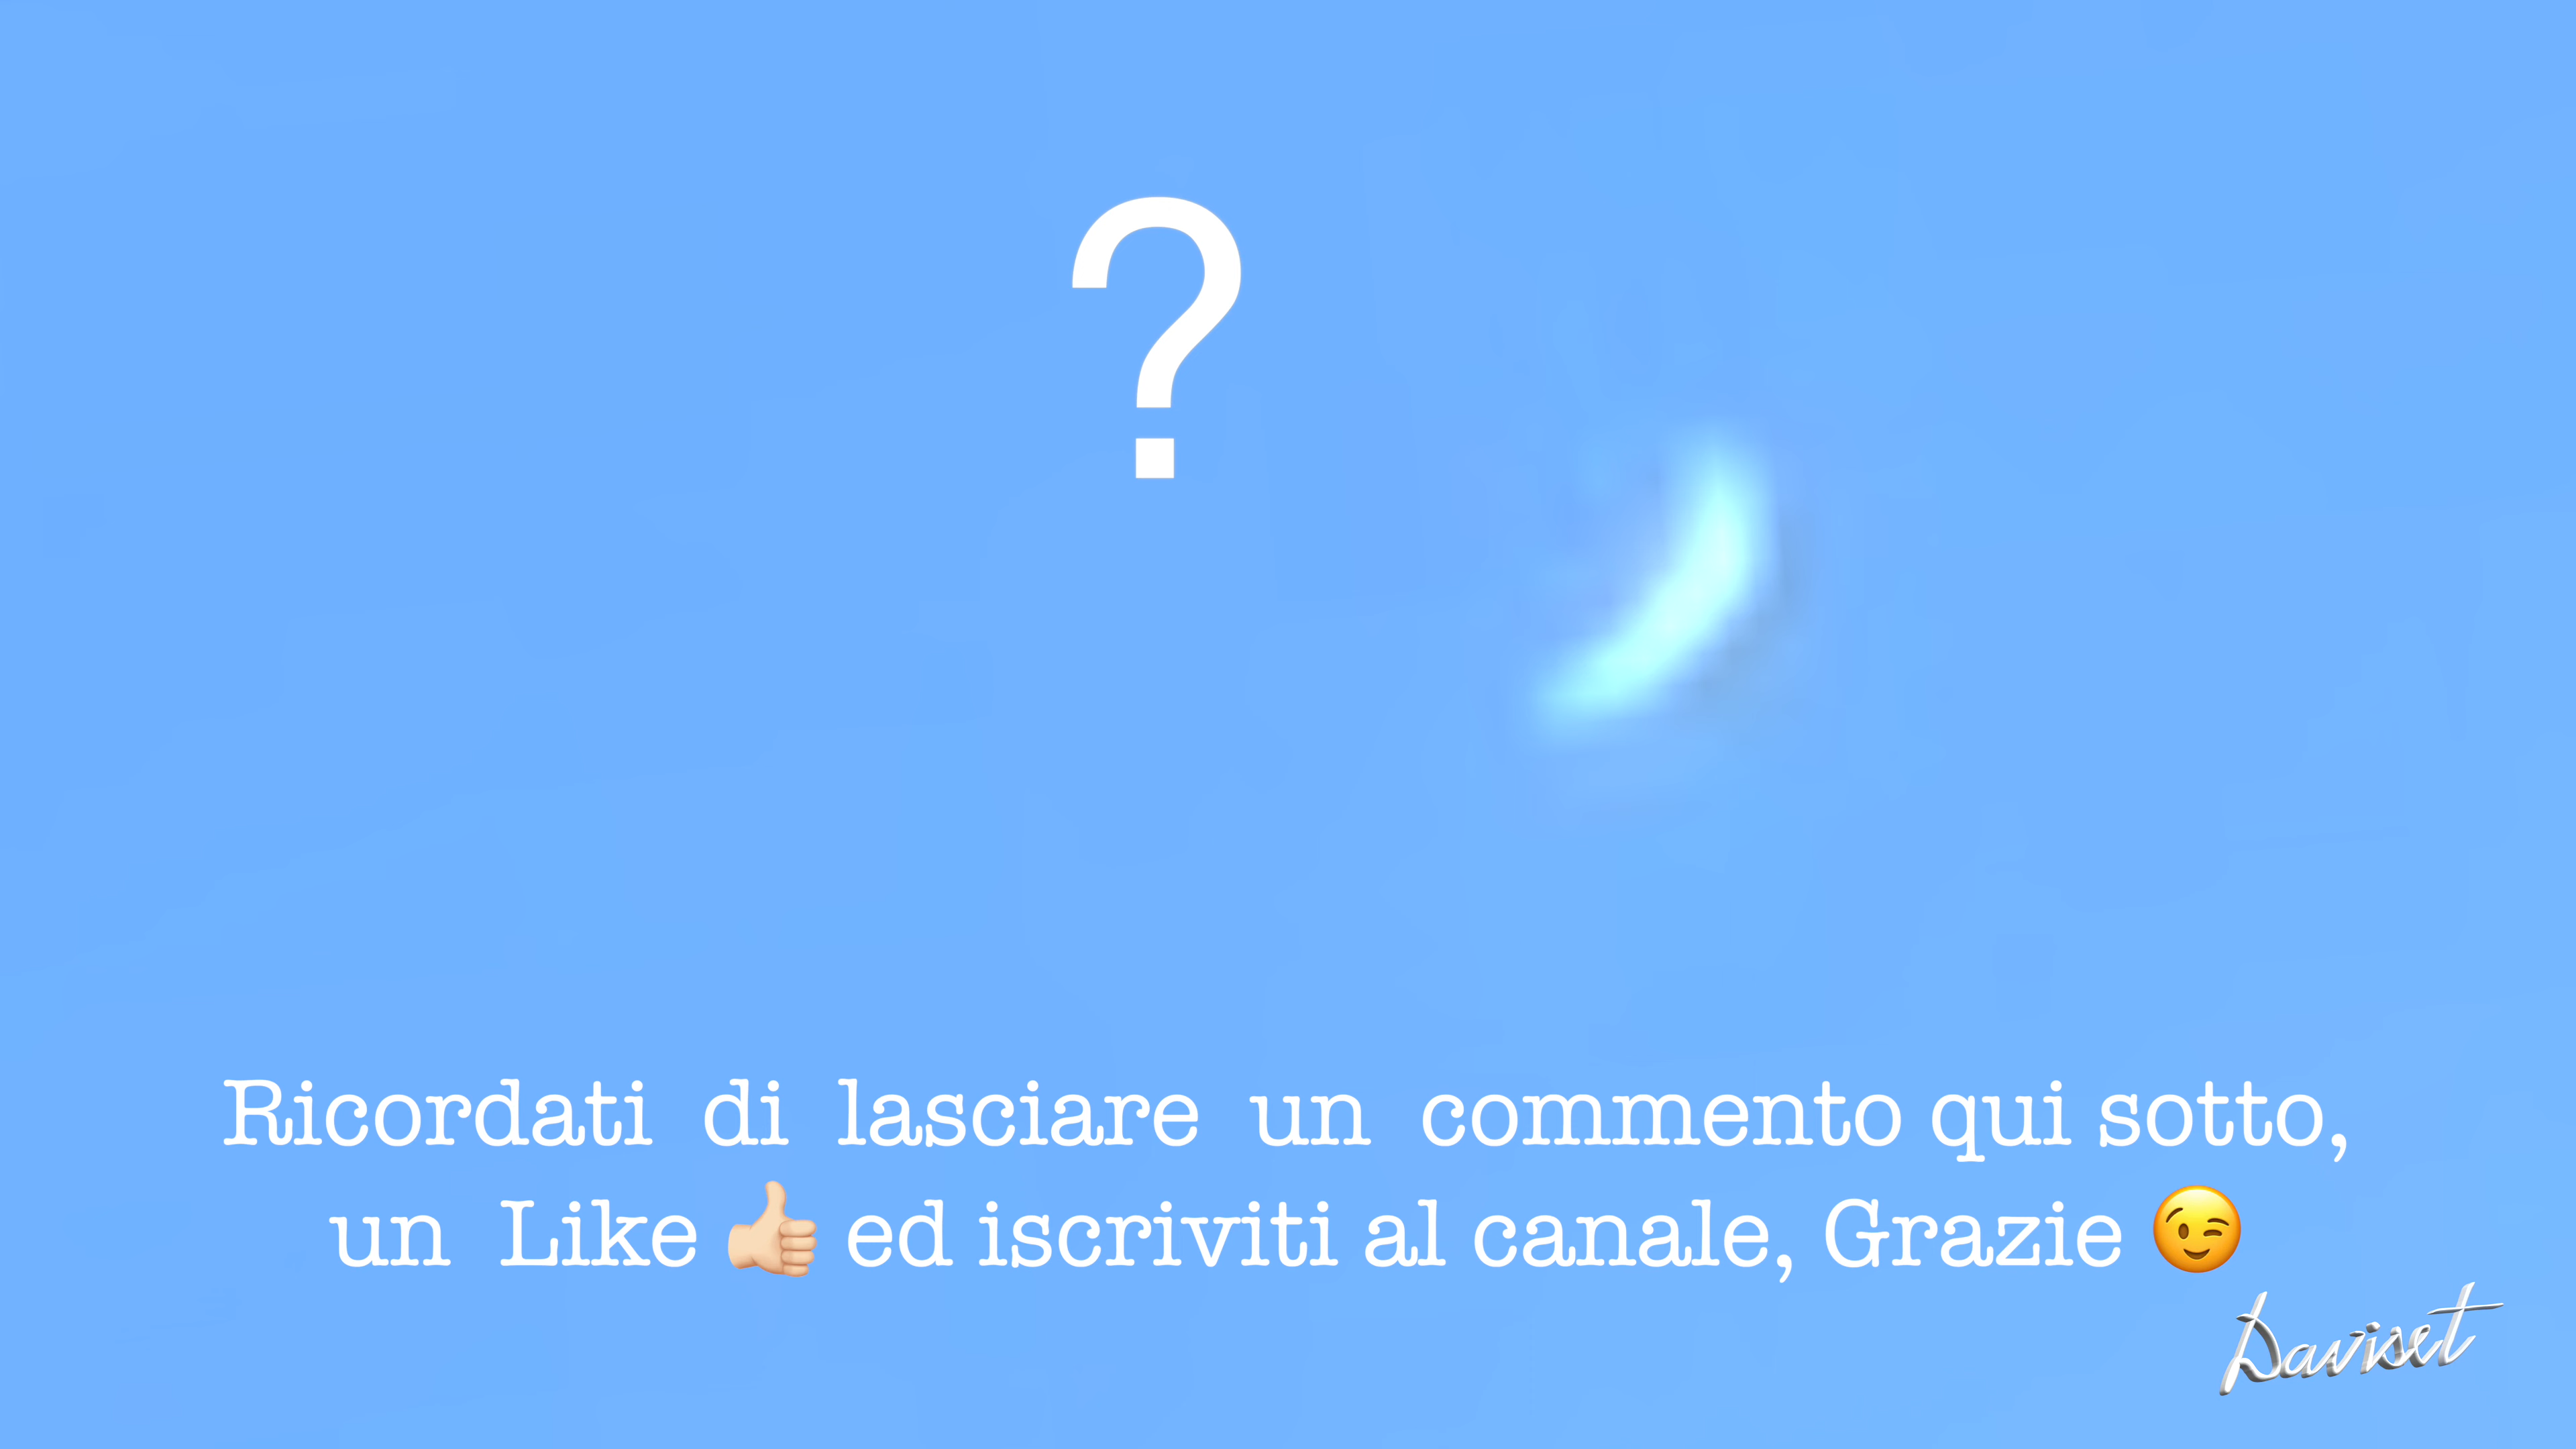 ?
Ricordati di lasciare un commento qui sotto,
un Like 👍🏻 ed iscriviti al canale, Grazie 😉
Daviset